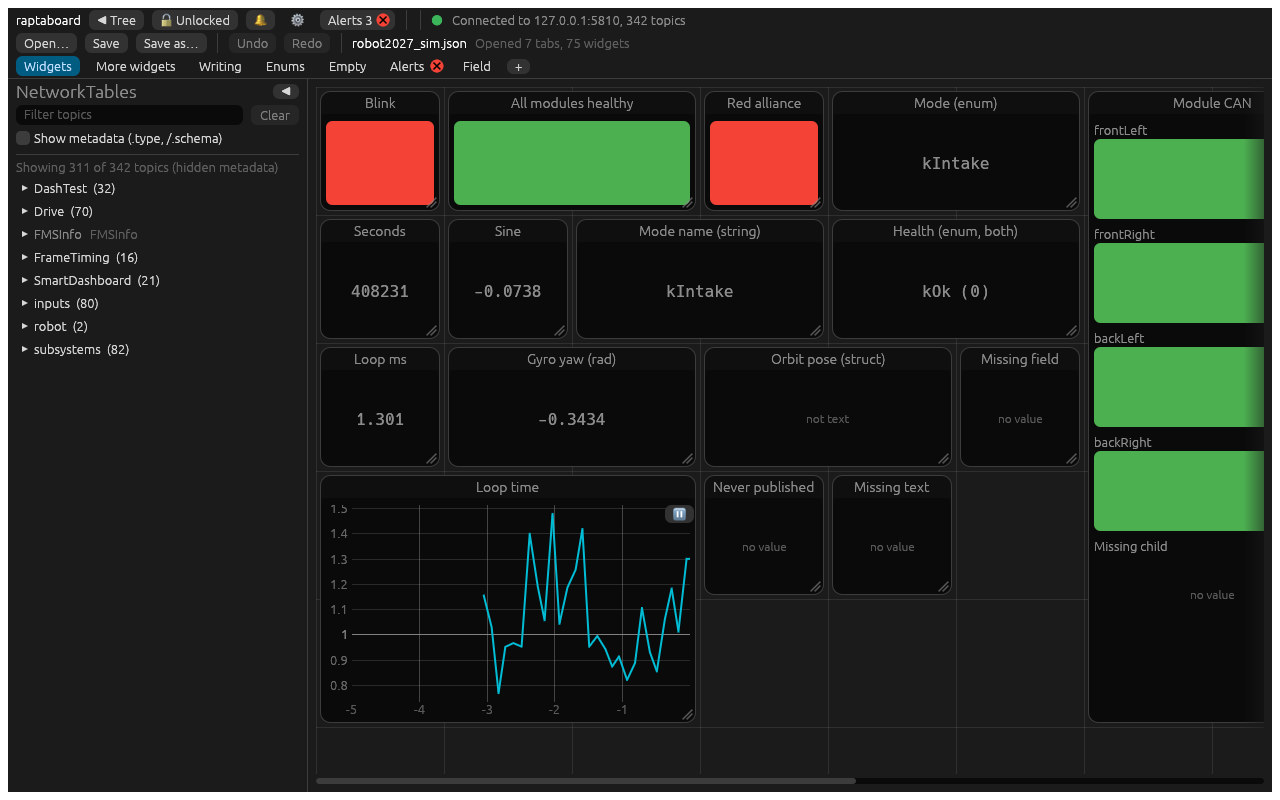 raptaboard ◀ Tree 🔓 Unlocked 🔔 ⚙ Alerts 3 ❌ Connected to 127.0.0.1:5810, 342 topics
Open… Save Save as… Undo Redo robot2027_sim.json Opened 7 tabs, 75 widgets
Widgets More widgets Writing Enums Empty Alerts ❌ Field +
NetworkTables ◀
Filter topics Clear
Show metadata (.type, /.schema)
Showing 311 of 342 topics (hidden metadata)
▸ DashTest (32)
▸ Drive (70)
▸ FMSInfo FMSInfo
▸ FrameTiming (16)
▸ SmartDashboard (21)
▸ inputs (80)
▸ robot (2)
▸ subsystems (82)
Blink
All modules healthy
Red alliance
Mode (enum)
kIntake
Seconds
408231
Sine
-0.0738
Mode name (string)
kIntake
Health (enum, both)
kOk (0)
Loop ms
1.301
Gyro yaw (rad)
-0.3434
Orbit pose (struct)
not text
Missing field
no value
Loop time
1.5
1.4
1.3
1.2
1.1
1
0.9
0.8
-5 -4 -3 -2 -1
Never published
no value
Missing text
no value
Module CAN
frontLeft
frontRight
backLeft
backRight
Missing child
no value